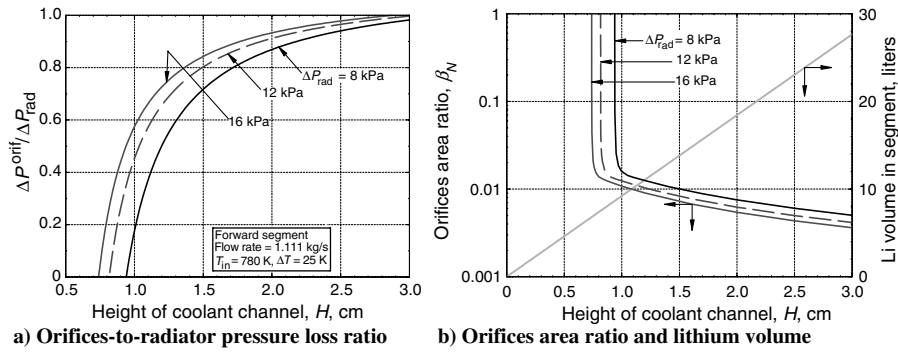 1.0
0.8
0.6
0.4
0.2
0
ΔP^orif/ΔP_rad
ΔP_rad = 8 kPa
12 kPa
16 kPa
Forward segment
Flow rate = 1.111 kg/s
T_in = 780 K, ΔT = 25 K
0.5 1.0 1.5 2.0 2.5 3.0
Height of coolant channel, H, cm
a) Orifices-to-radiator pressure loss ratio
1
0.1
0.01
0.001
Orifices area ratio, β_N
ΔP_rad = 8 kPa
12 kPa
16 kPa
30
20
10
0
Li volume in segment, liters
0 0.5 1.0 1.5 2.0 2.5 3.0
Height of coolant channel, H, cm
b) Orifices area ratio and lithium volume